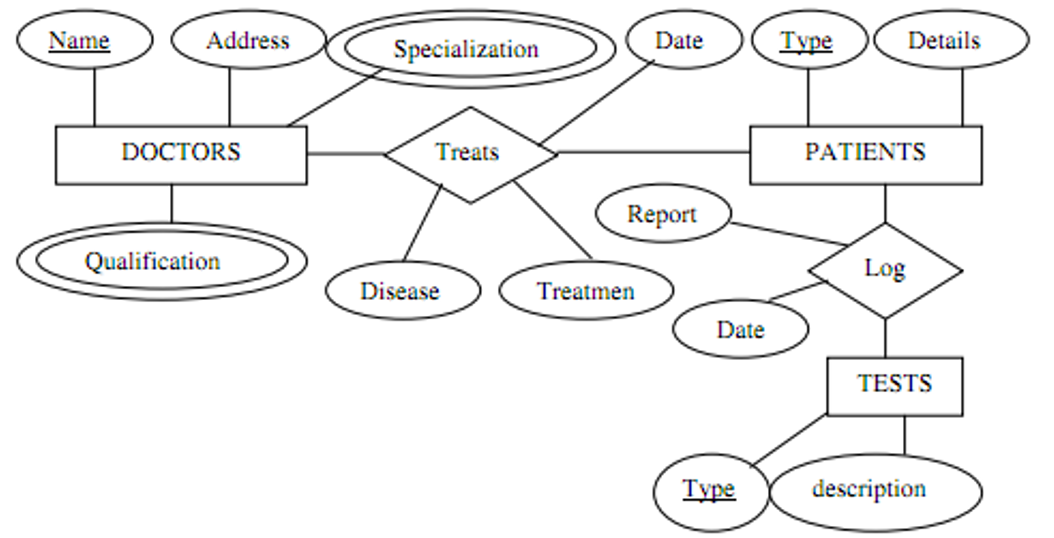 Name
Address
Specialization
Date
Type
Details
DOCTORS
Treats
PATIENTS
Report
Qualification
Log
Disease
Treatmen
Date
TESTS
Type
description